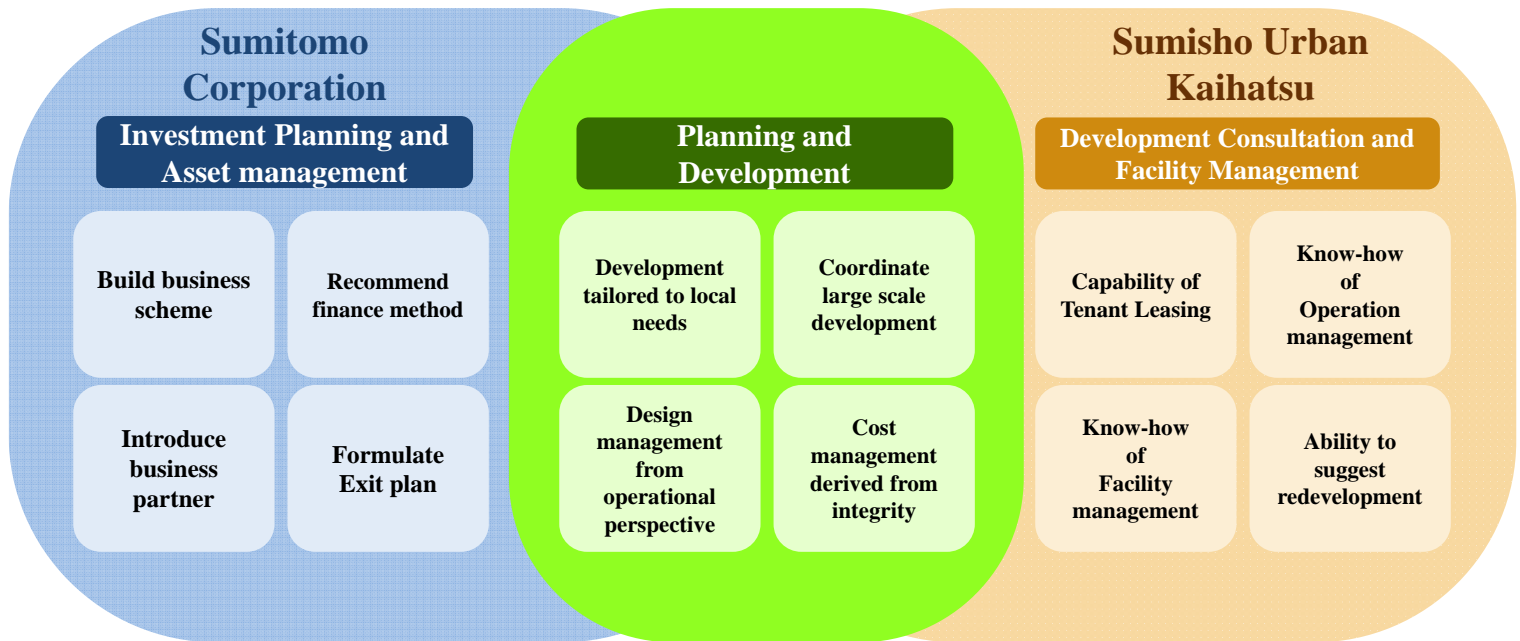 Sumitomo
Corporation
Investment Planning and
Asset management
Build business
scheme
Recommend
finance method
Introduce
business
partner
Formulate
Exit plan
Planning and
Development
Development
tailored to local
needs
Coordinate
large scale
development
Design
management
from
operational
perspective
Cost
management
derived from
integrity
Sumisho Urban
Kaihatsu
Development Consultation and
Facility Management
Capability of
Tenant Leasing
Know-how
of
Operation
management
Know-how
of
Facility
management
Ability to
suggest
redevelopment